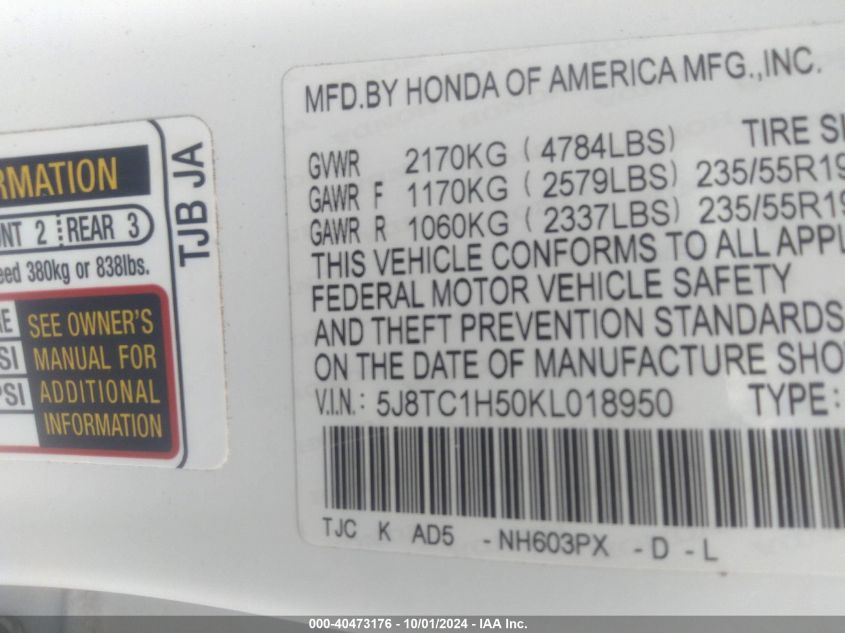 RMATION
NT 2 REAR 3
eed 380kg or 838lbs.
SEE OWNER'S
SI MANUAL FOR
PSI ADDITIONAL
INFORMATION
TJB JA
MFD.BY HONDA OF AMERICA MFG.,INC.
GVWR 2170KG ( 4784LBS) TIRE SI
GAWR F 1170KG ( 2579LBS) 235/55R19
GAWR R 1060KG ( 2337LBS) 235/55R19
THIS VEHICLE CONFORMS TO ALL APPL
FEDERAL MOTOR VEHICLE SAFETY
AND THEFT PREVENTION STANDARDS
ON THE DATE OF MANUFACTURE SHO
V.I.N.: 5J8TC1H50KL018950 TYPE:
TJC K AD5 -NH603PX -D -L
000-40473176 - 10/01/2024 - IAA Inc.